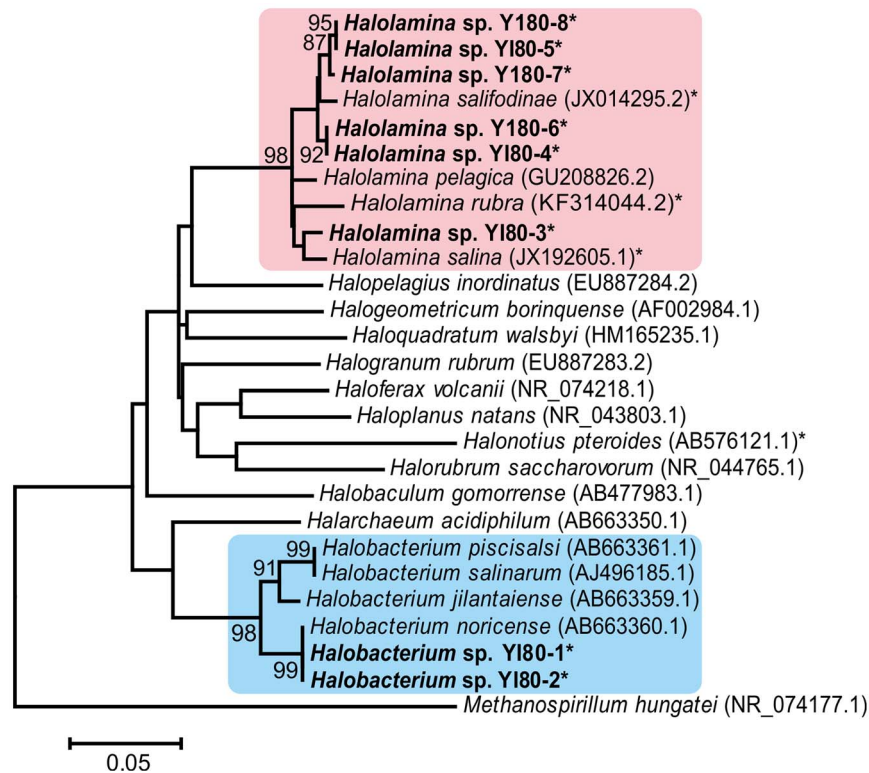 95
Halolamina sp. Y180-8*
87
Halolamina sp. YI80-5*
Halolamina sp. Y180-7*
Halolamina salifodinae (JX014295.2)*
Halolamina sp. Y180-6*
98
92
Halolamina sp. YI80-4*
Halolamina pelagica (GU208826.2)
Halolamina rubra (KF314044.2)*
Halolamina sp. YI80-3*
Halolamina salina (JX192605.1)*
Halopelagius inordinatus (EU887284.2)
Halogeometricum borinquense (AF002984.1)
Haloquadratum walsbyi (HM165235.1)
Halogranum rubrum (EU887283.2)
Haloferax volcanii (NR_074218.1)
Haloplanus natans (NR_043803.1)
Halonotius pteroides (AB576121.1)*
Halorubrum saccharovorum (NR_044765.1)
Halobaculum gomorrense (AB477983.1)
Halarchaeum acidiphilum (AB663350.1)
99
Halobacterium piscisalsi (AB663361.1)
91
Halobacterium salinarum (AJ496185.1)
Halobacterium jilantaiense (AB663359.1)
98
Halobacterium noricense (AB663360.1)
Halobacterium sp. YI80-1*
99
Halobacterium sp. YI80-2*
Methanospirillum hungatei (NR_074177.1)
0.05